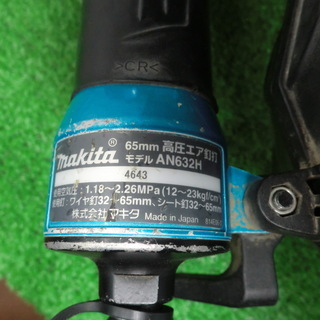 >CR<
makita®
65mm 高圧エア釘打
モデル AN632H
4643
使用空気圧：1.18～2.26MPa(12～23kgf/cm²)
使用釘：ワイヤ釘32～65mm、シート釘32～65mm
株式会社マキタ Made in Japan